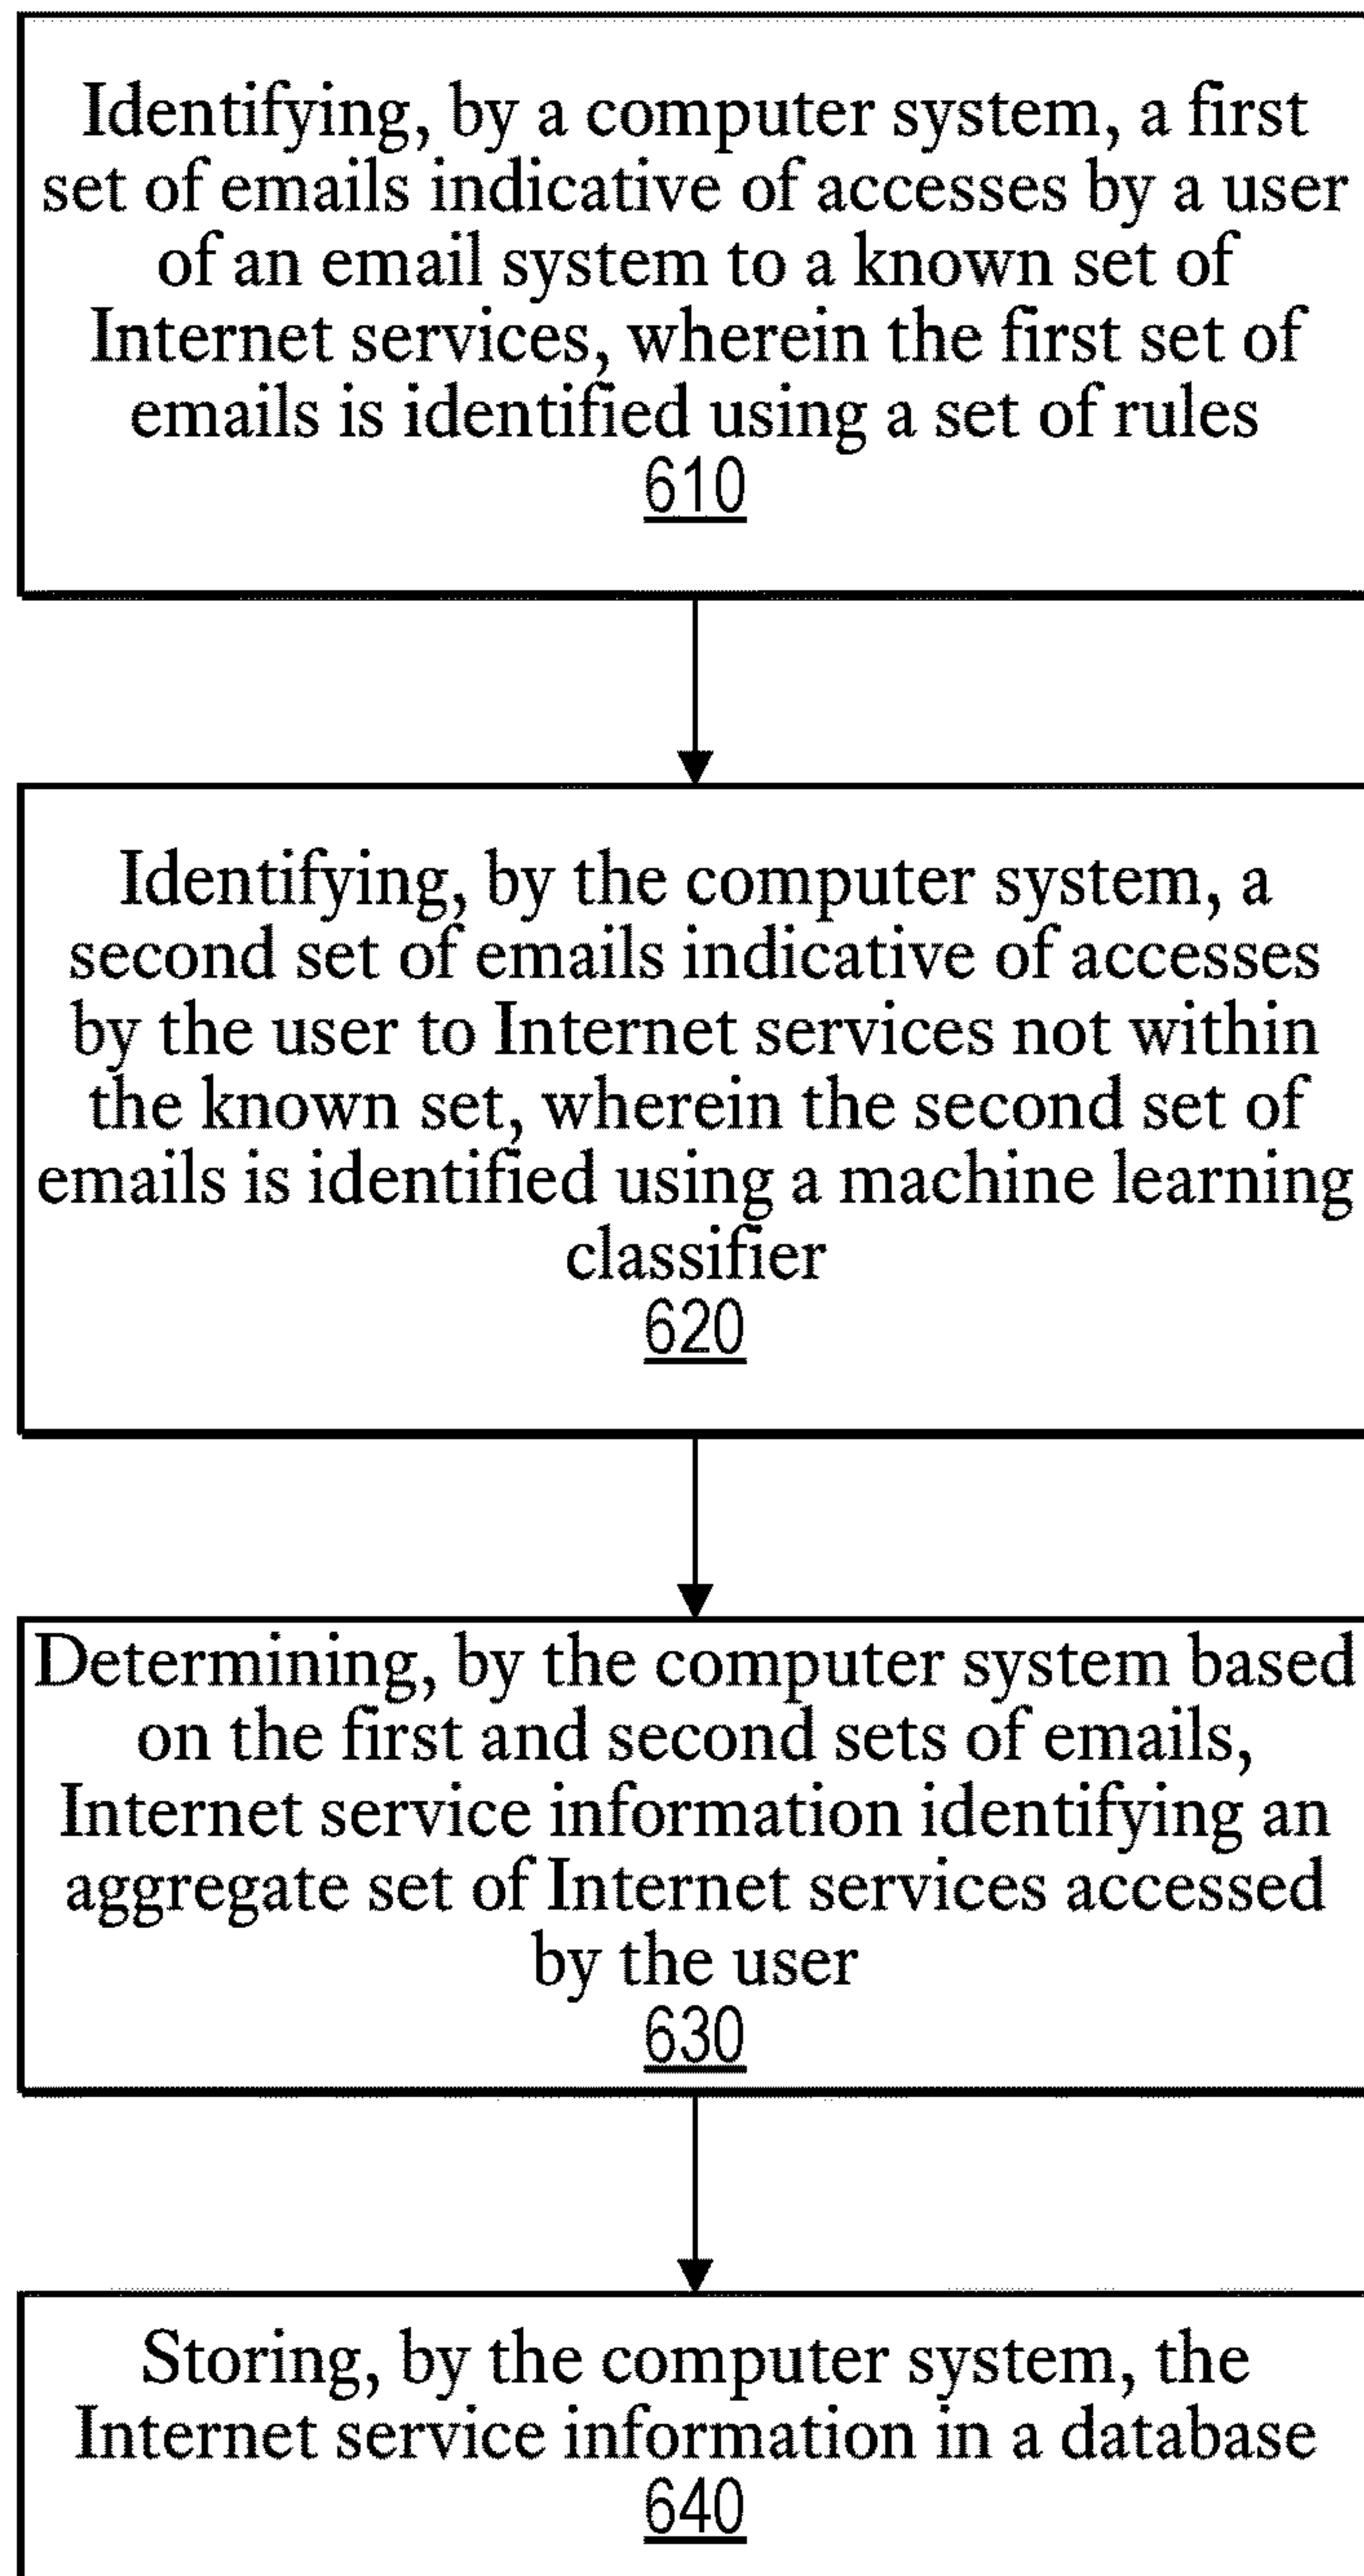 Identifying, by a computer system, a first
set of emails indicative of accesses by a user
of an email system to a known set of
Internet services, wherein the first set of
emails is identified using a set of rules
610
Identifying, by the computer system, a
second set of emails indicative of accesses
by the user to Internet services not within
the known set, wherein the second set of
emails is identified using a machine learning
classifier
620
Determining, by the computer system based
on the first and second sets of emails,
Internet service information identifying an
aggregate set of Internet services accessed
by the user
630
Storing, by the computer system, the
Internet service information in a database
640